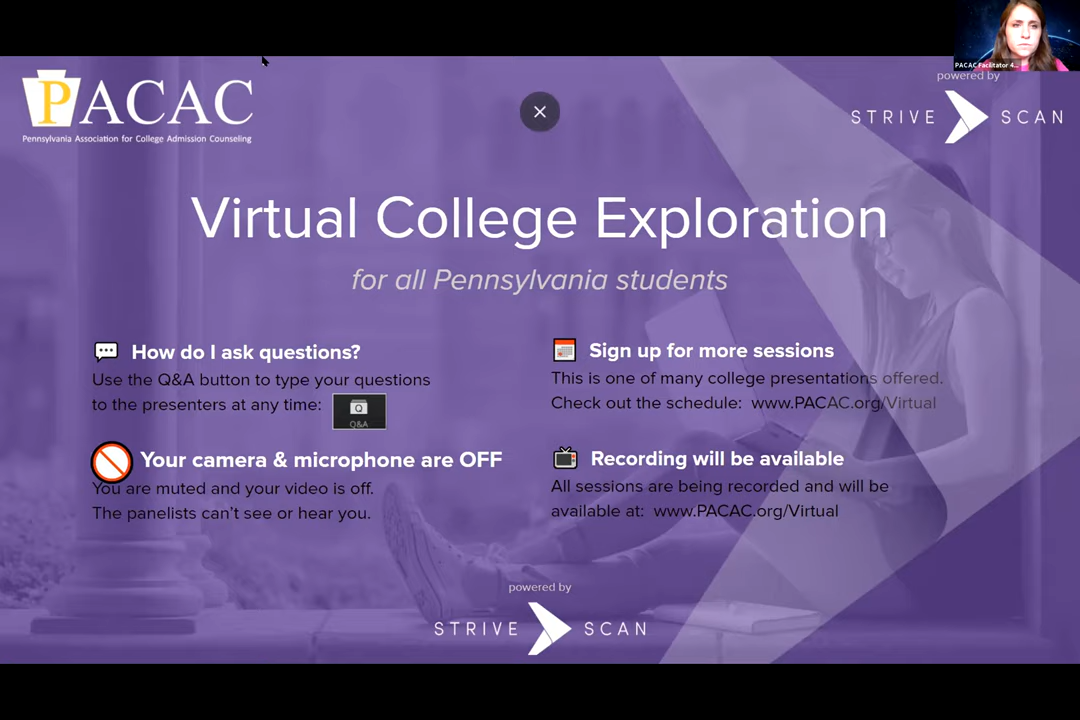 PACAC
Pennsylvania Association for College Admission Counseling
PACAC Facilitator 4...
powered by
STRIVE SCAN
Virtual College Exploration
for all Pennsylvania students
How do I ask questions?
Use the Q&A button to type your questions
to the presenters at any time:
Q
Q&A
Your camera & microphone are OFF
You are muted and your video is off.
The panelists can't see or hear you.
Sign up for more sessions
This is one of many college presentations offered.
Check out the schedule: www.PACAC.org/Virtual
Recording will be available
All sessions are being recorded and will be
available at: www.PACAC.org/Virtual
powered by
STRIVE SCAN